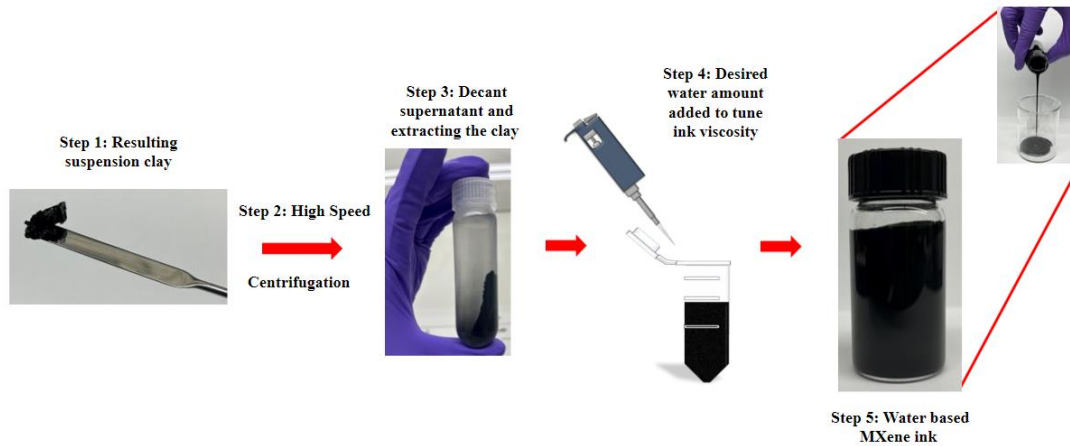 Step 1: Resulting
suspension clay
Step 2: High Speed
Centrifugation
Step 3: Decant
supernatant and
extracting the clay
Step 4: Desired
water amount
added to tune
ink viscosity
Step 5: Water based
MXene ink